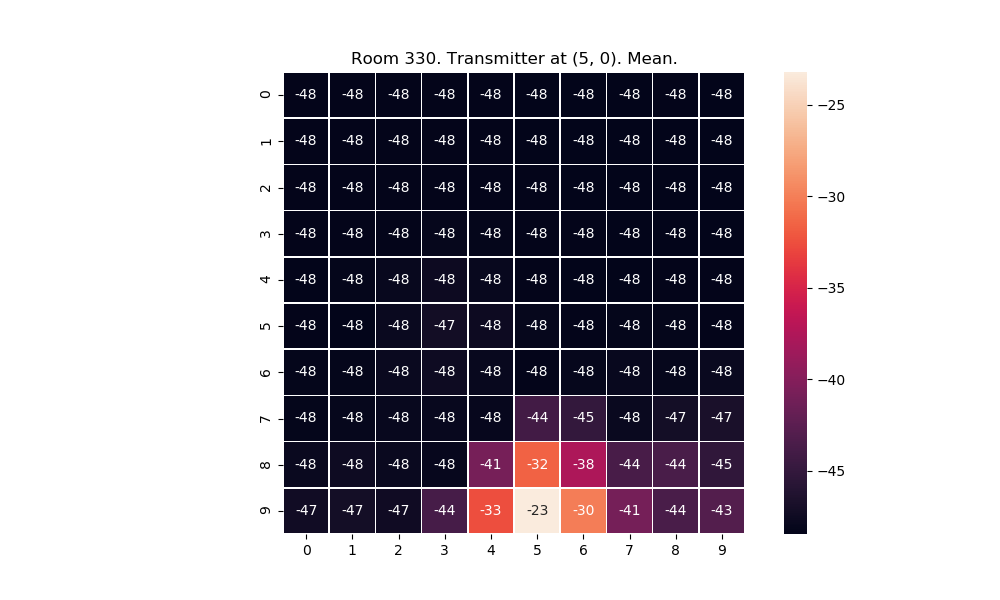 Room 330. Transmitter at (5, 0). Mean.
0 -48 -48 -48 -48 -48 -48 -48 -48 -48 -48
1 -48 -48 -48 -48 -48 -48 -48 -48 -48 -48
2 -48 -48 -48 -48 -48 -48 -48 -48 -48 -48
3 -48 -48 -48 -48 -48 -48 -48 -48 -48 -48
4 -48 -48 -48 -48 -48 -48 -48 -48 -48 -48
5 -48 -48 -48 -47 -48 -48 -48 -48 -48 -48
6 -48 -48 -48 -48 -48 -48 -48 -48 -48 -48
7 -48 -48 -48 -48 -48 -44 -45 -48 -47 -47
8 -48 -48 -48 -48 -41 -32 -38 -44 -44 -45
9 -47 -47 -47 -44 -33 -23 -30 -41 -44 -43
0 1 2 3 4 5 6 7 8 9
−25
−30
−35
−40
−45